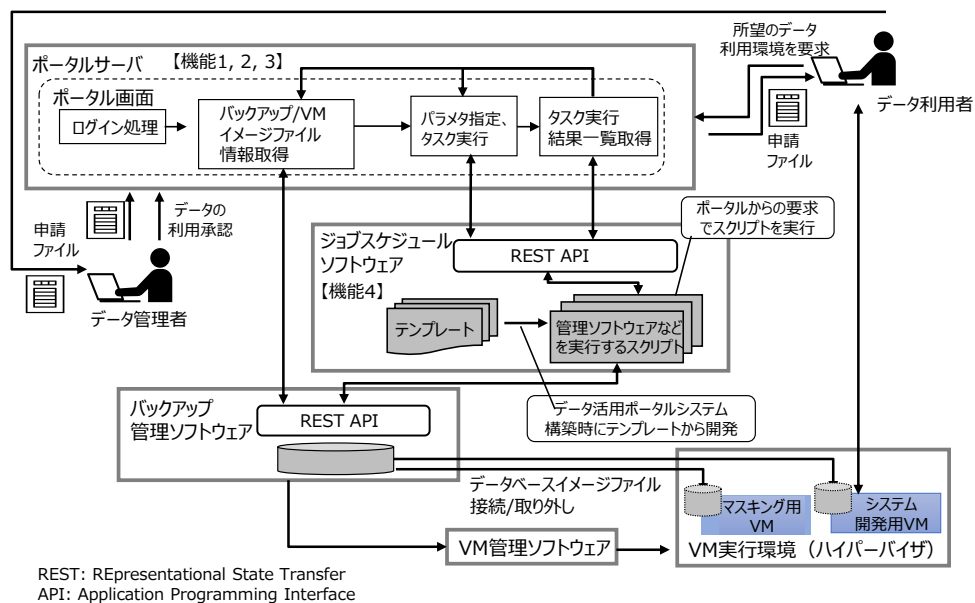 所望のデータ
利用環境を要求
データ利用者
申請
ファイル
ポータルサーバ 【機能1, 2, 3】
ポータル画面
ログイン処理
バックアップ/VM
イメージファイル
情報取得
パラメタ指定、
タスク実行
タスク実行
結果一覧取得
申請
ファイル
データの
利用承認
データ管理者
ポータルからの要求
でスクリプトを実行
ジョブスケジュール
ソフトウェア
【機能4】
REST API
テンプレート
管理ソフトウェアなど
を実行するスクリプト
データ活用ポータルシステム
構築時にテンプレートから開発
バックアップ
管理ソフトウェア
REST API
データベースイメージファイル
接続/取り外し
マスキング用
VM
システム
開発用VM
VM実行環境（ハイパーバイザ）
VM管理ソフトウェア
REST: REpresentational State Transfer
API: Application Programming Interface